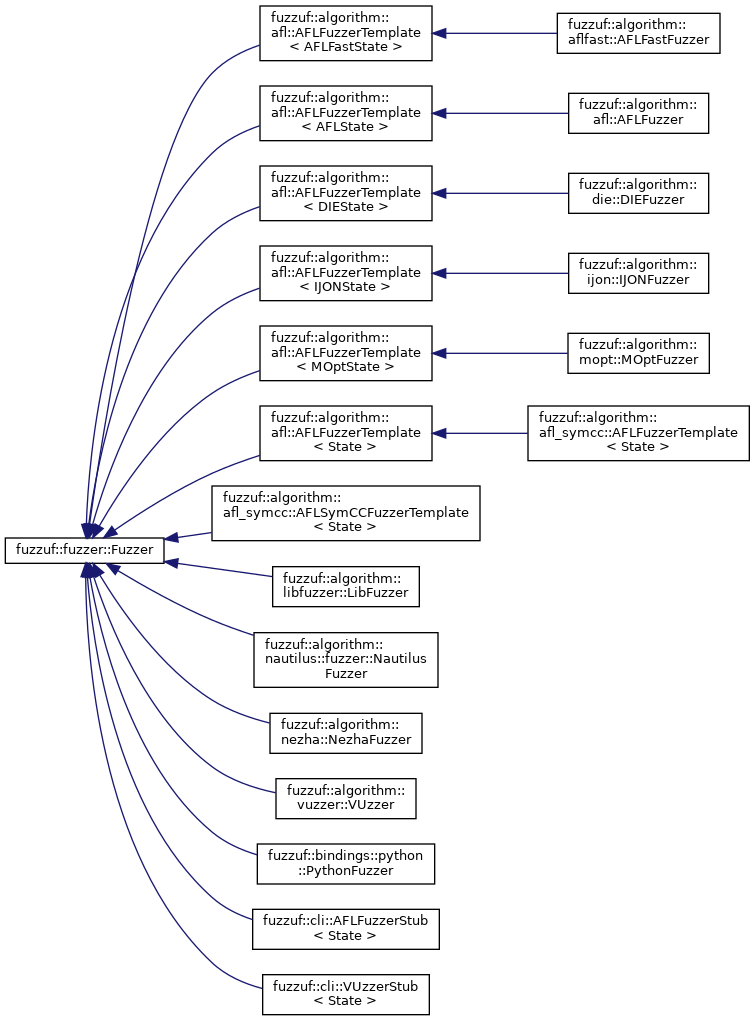 fuzzuf::algorithm::
afl::AFLFuzzerTemplate
< AFLFastState >
fuzzuf::algorithm::
aflfast::AFLFastFuzzer
fuzzuf::algorithm::
afl::AFLFuzzerTemplate
< AFLState >
fuzzuf::algorithm::
afl::AFLFuzzer
fuzzuf::algorithm::
afl::AFLFuzzerTemplate
< DIEState >
fuzzuf::algorithm::
die::DIEFuzzer
fuzzuf::algorithm::
afl::AFLFuzzerTemplate
< IJONState >
fuzzuf::algorithm::
ijon::IJONFuzzer
fuzzuf::algorithm::
afl::AFLFuzzerTemplate
< MOptState >
fuzzuf::algorithm::
mopt::MOptFuzzer
fuzzuf::algorithm::
afl::AFLFuzzerTemplate
< State >
fuzzuf::algorithm::
afl_symcc::AFLFuzzerTemplate
< State >
fuzzuf::algorithm::
afl_symcc::AFLSymCCFuzzerTemplate
< State >
fuzzuf::fuzzer::Fuzzer
fuzzuf::algorithm::
libfuzzer::LibFuzzer
fuzzuf::algorithm::
nautilus::fuzzer::Nautilus
Fuzzer
fuzzuf::algorithm::
nezha::NezhaFuzzer
fuzzuf::algorithm::
vuzzer::VUzzer
fuzzuf::bindings::python
::PythonFuzzer
fuzzuf::cli::AFLFuzzerStub
< State >
fuzzuf::cli::VUzzerStub
< State >